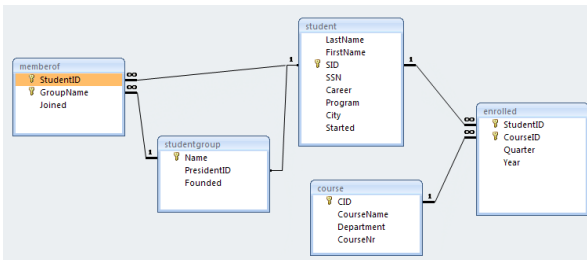 memberof
StudentID
GroupName
Joined
∞
∞
1
studentgroup
Name
PresidentID
Founded
1
student
LastName
FirstName
SID
SSN
Career
Program
City
Started
1
course
CID
CourseName
Department
CourseNr
1
enrolled
StudentID
CourseID
Quarter
Year
∞
∞